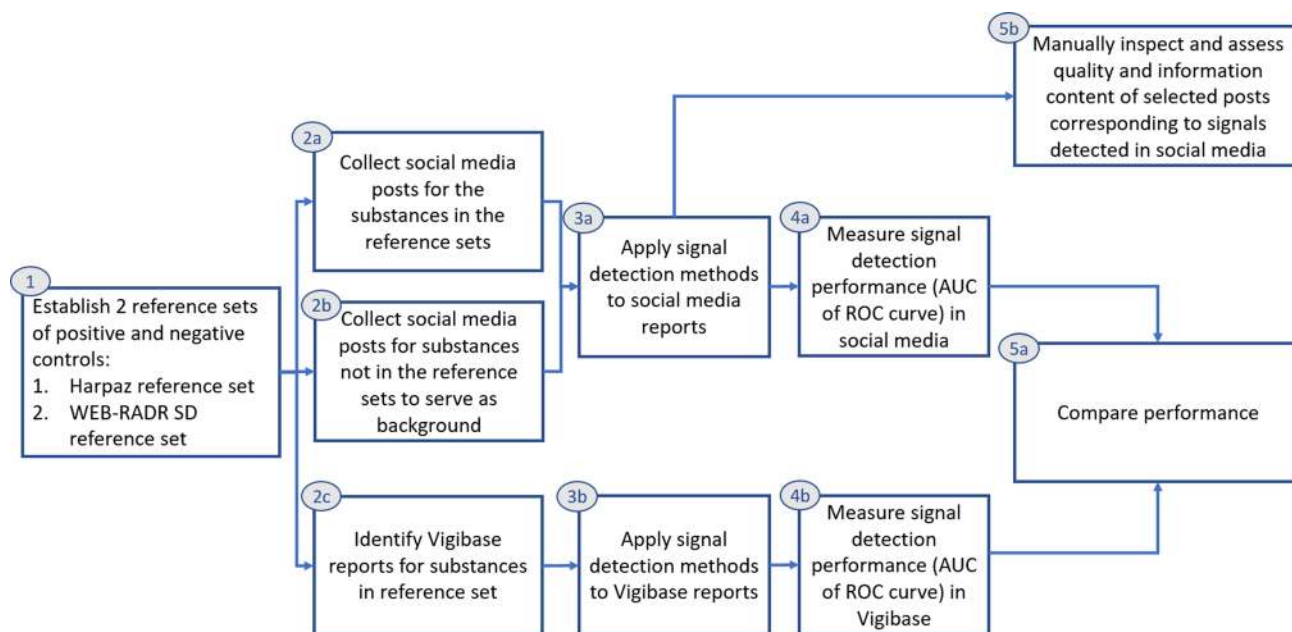 1
Establish 2 reference sets
of positive and negative
controls:
1. Harpaz reference set
2. WEB-RADR SD
reference set
2a
Collect social media
posts for the
substances in the
reference sets
2b
Collect social media
posts for substances
not in the reference
sets to serve as
background
2c
Identify Vigibase
reports for substances
in reference set
3a
Apply signal
detection methods
to social media
reports
3b
Apply signal
detection methods
to Vigibase reports
4a
Measure signal
detection
performance (AUC
of ROC curve) in
social media
4b
Measure signal
detection
performance (AUC
of ROC curve) in
Vigibase
5a
Compare performance
5b
Manually inspect and assess
quality and information
content of selected posts
corresponding to signals
detected in social media